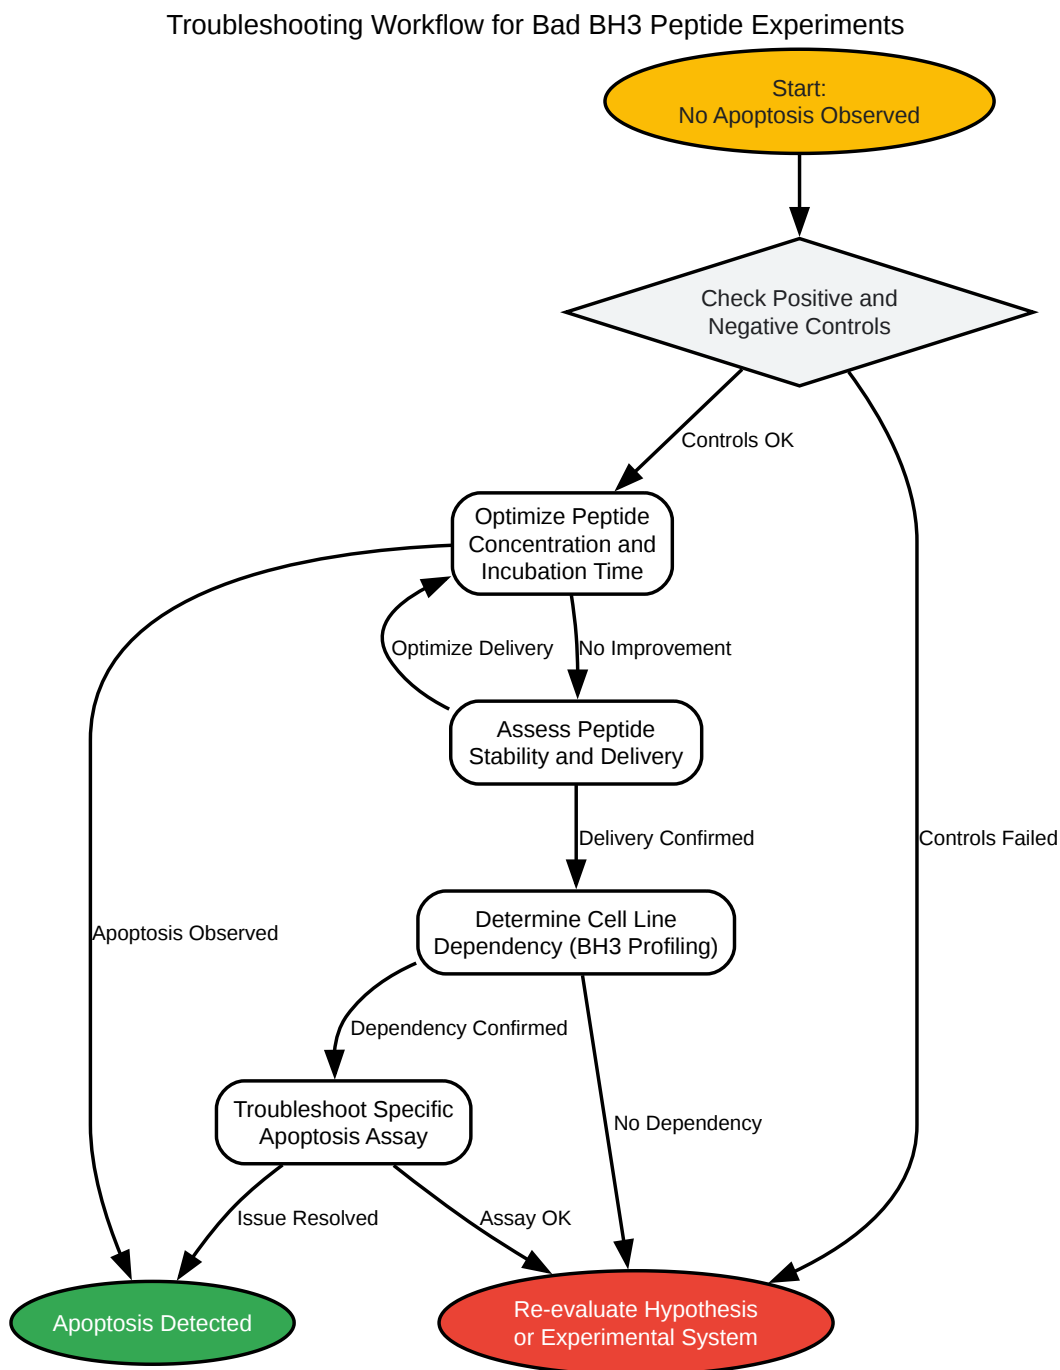 Troubleshooting Workflow for Bad BH3 Peptide Experiments
Start:
No Apoptosis Observed
Check Positive and
Negative Controls
Controls OK
Optimize Peptide
Concentration and
Incubation Time
Optimize Delivery
No Improvement
Assess Peptide
Stability and Delivery
Delivery Confirmed
Controls Failed
Determine Cell Line
Dependency (BH3 Profiling)
Apoptosis Observed
Dependency Confirmed
Troubleshoot Specific
Apoptosis Assay
No Dependency
Issue Resolved
Assay OK
Apoptosis Detected
Re-evaluate Hypothesis
or Experimental System